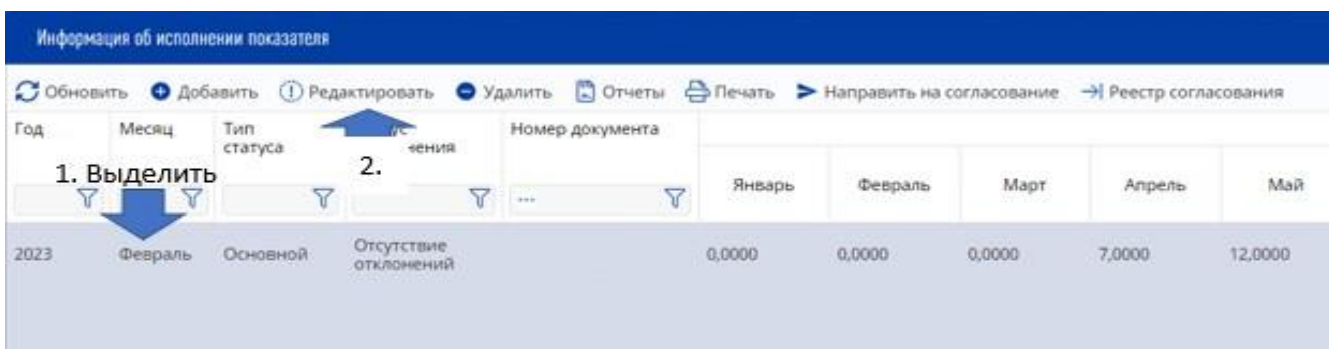 Информация об исполнении показателя
Обновить Добавить Редактировать Удалить Отчеты Печать Направить на согласование Реестр согласования
Год Месяц Тип статуса Номер документа
1. Выделить 2.
Январь Февраль Март Апрель Май
...
2023 Февраль Основной Отсутствие отклонений 0,0000 0,0000 0,0000 7,0000 12,0000